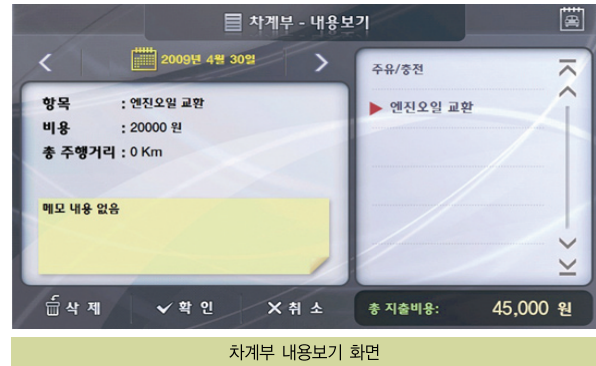 차계부 - 내용보기
2009년 4월 30일
항목 : 엔진오일 교환
비용 : 20000 원
총 주행거리 : 0 Km
메모 내용 없음
주유/충전
엔진오일 교환
삭 제
확 인
취 소
총 지출비용: 45,000 원
차계부 내용보기 화면